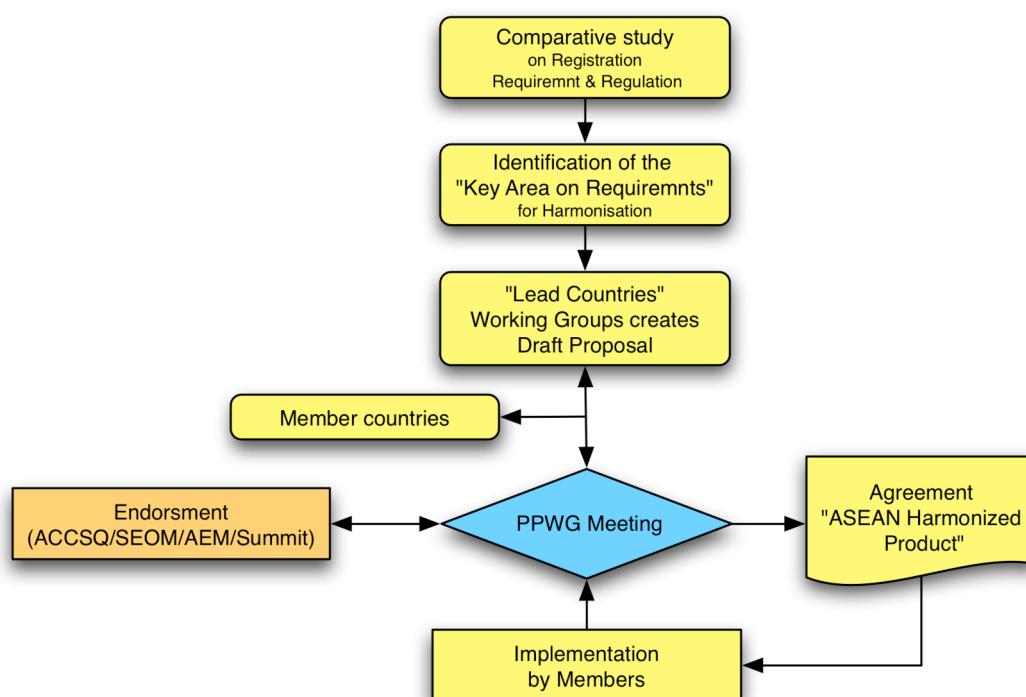 Comparative study
on Registration
Requiremnt & Regulation
Identification of the
"Key Area on Requiremnts"
for Harmonisation
"Lead Countries"
Working Groups creates
Draft Proposal
Member countries
Endorsment
(ACCSQ/SEOM/AEM/Summit)
PPWG Meeting
Agreement
"ASEAN Harmonized
Product"
Implementation
by Members